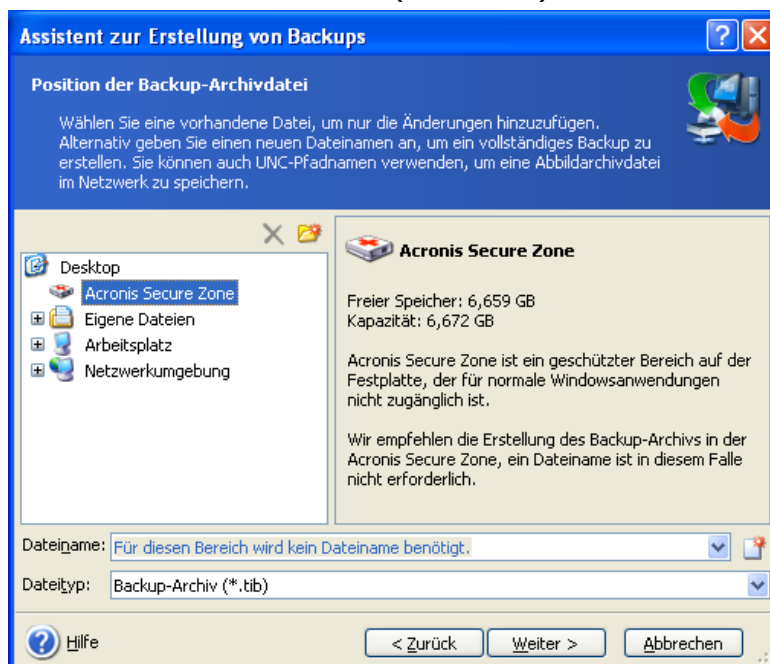 Assistent zur Erstellung von Backups
Position der Backup-Archivdatei
Wählen Sie eine vorhandene Datei, um nur die Änderungen hinzuzufügen.
Alternativ geben Sie einen neuen Dateinamen an, um ein vollständiges Backup zu
erstellen. Sie können auch UNC-Pfadnamen verwenden, um eine Abbildarchivdatei
im Netzwerk zu speichern.
Desktop
Acronis Secure Zone
Eigene Dateien
Arbeitsplatz
Netzwerkumgebung
Acronis Secure Zone
Freier Speicher: 6,659 GB
Kapazität: 6,672 GB
Acronis Secure Zone ist ein geschützter Bereich auf der
Festplatte, der für normale Windowsanwendungen
nicht zugänglich ist.
Wir empfehlen die Erstellung des Backup-Archivs in der
Acronis Secure Zone, ein Dateiname ist in diesem Falle
nicht erforderlich.
Dateiname: Für diesen Bereich wird kein Dateiname benötigt.
Dateityp: Backup-Archiv (*.tib)
Hilfe
< Zurück
Weiter >
Abbrechen